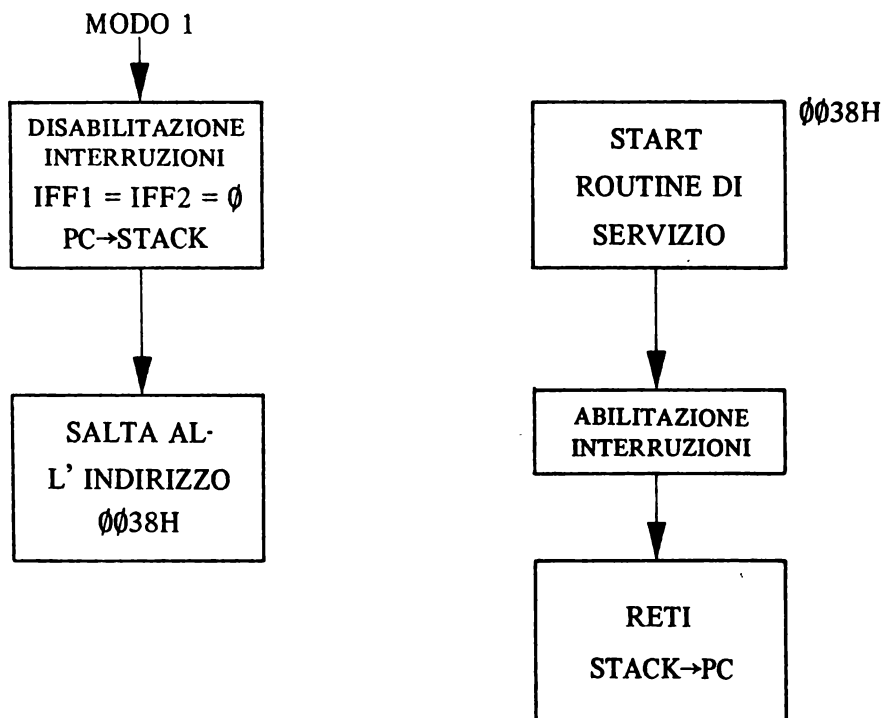 MODO 1
DISABILITAZIONE
INTERRUZIONI
IFF1 = IFF2 = ∅
PC→STACK
SALTA AL-
L' INDIRIZZO
∅∅38H
∅∅38H
START
ROUTINE DI
SERVIZIO
ABILITAZIONE
INTERRUZIONI
RETI
STACK→PC